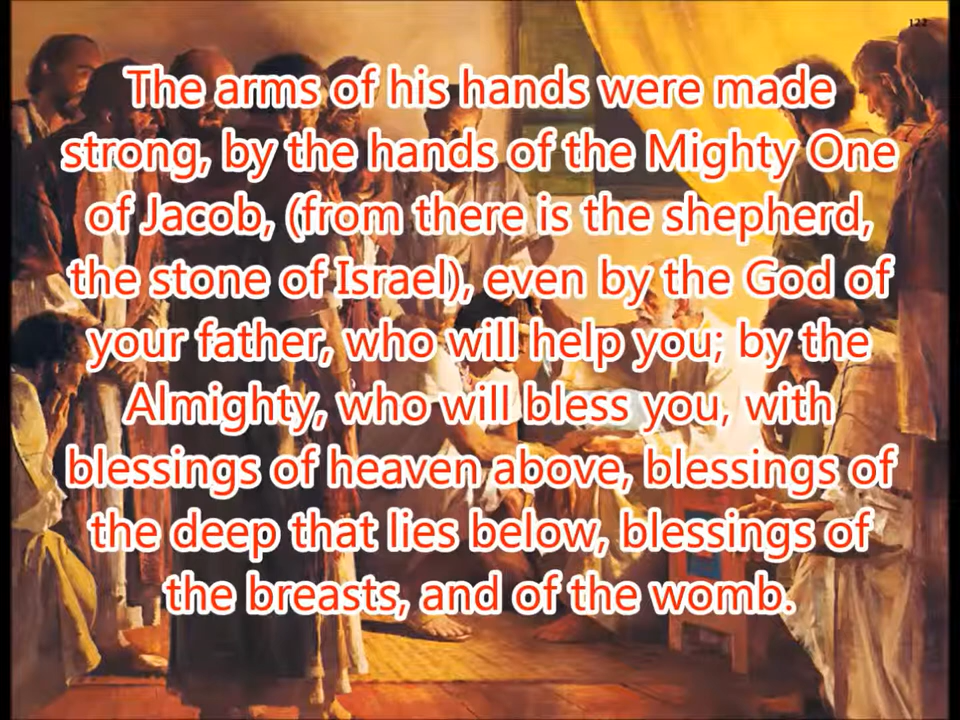 122
The arms of his hands were made
strong, by the hands of the Mighty One
of Jacob, (from there is the shepherd,
the stone of Israel), even by the God of
your father, who will help you; by the
Almighty, who will bless you, with
blessings of heaven above, blessings of
the deep that lies below, blessings of
the breasts, and of the womb.